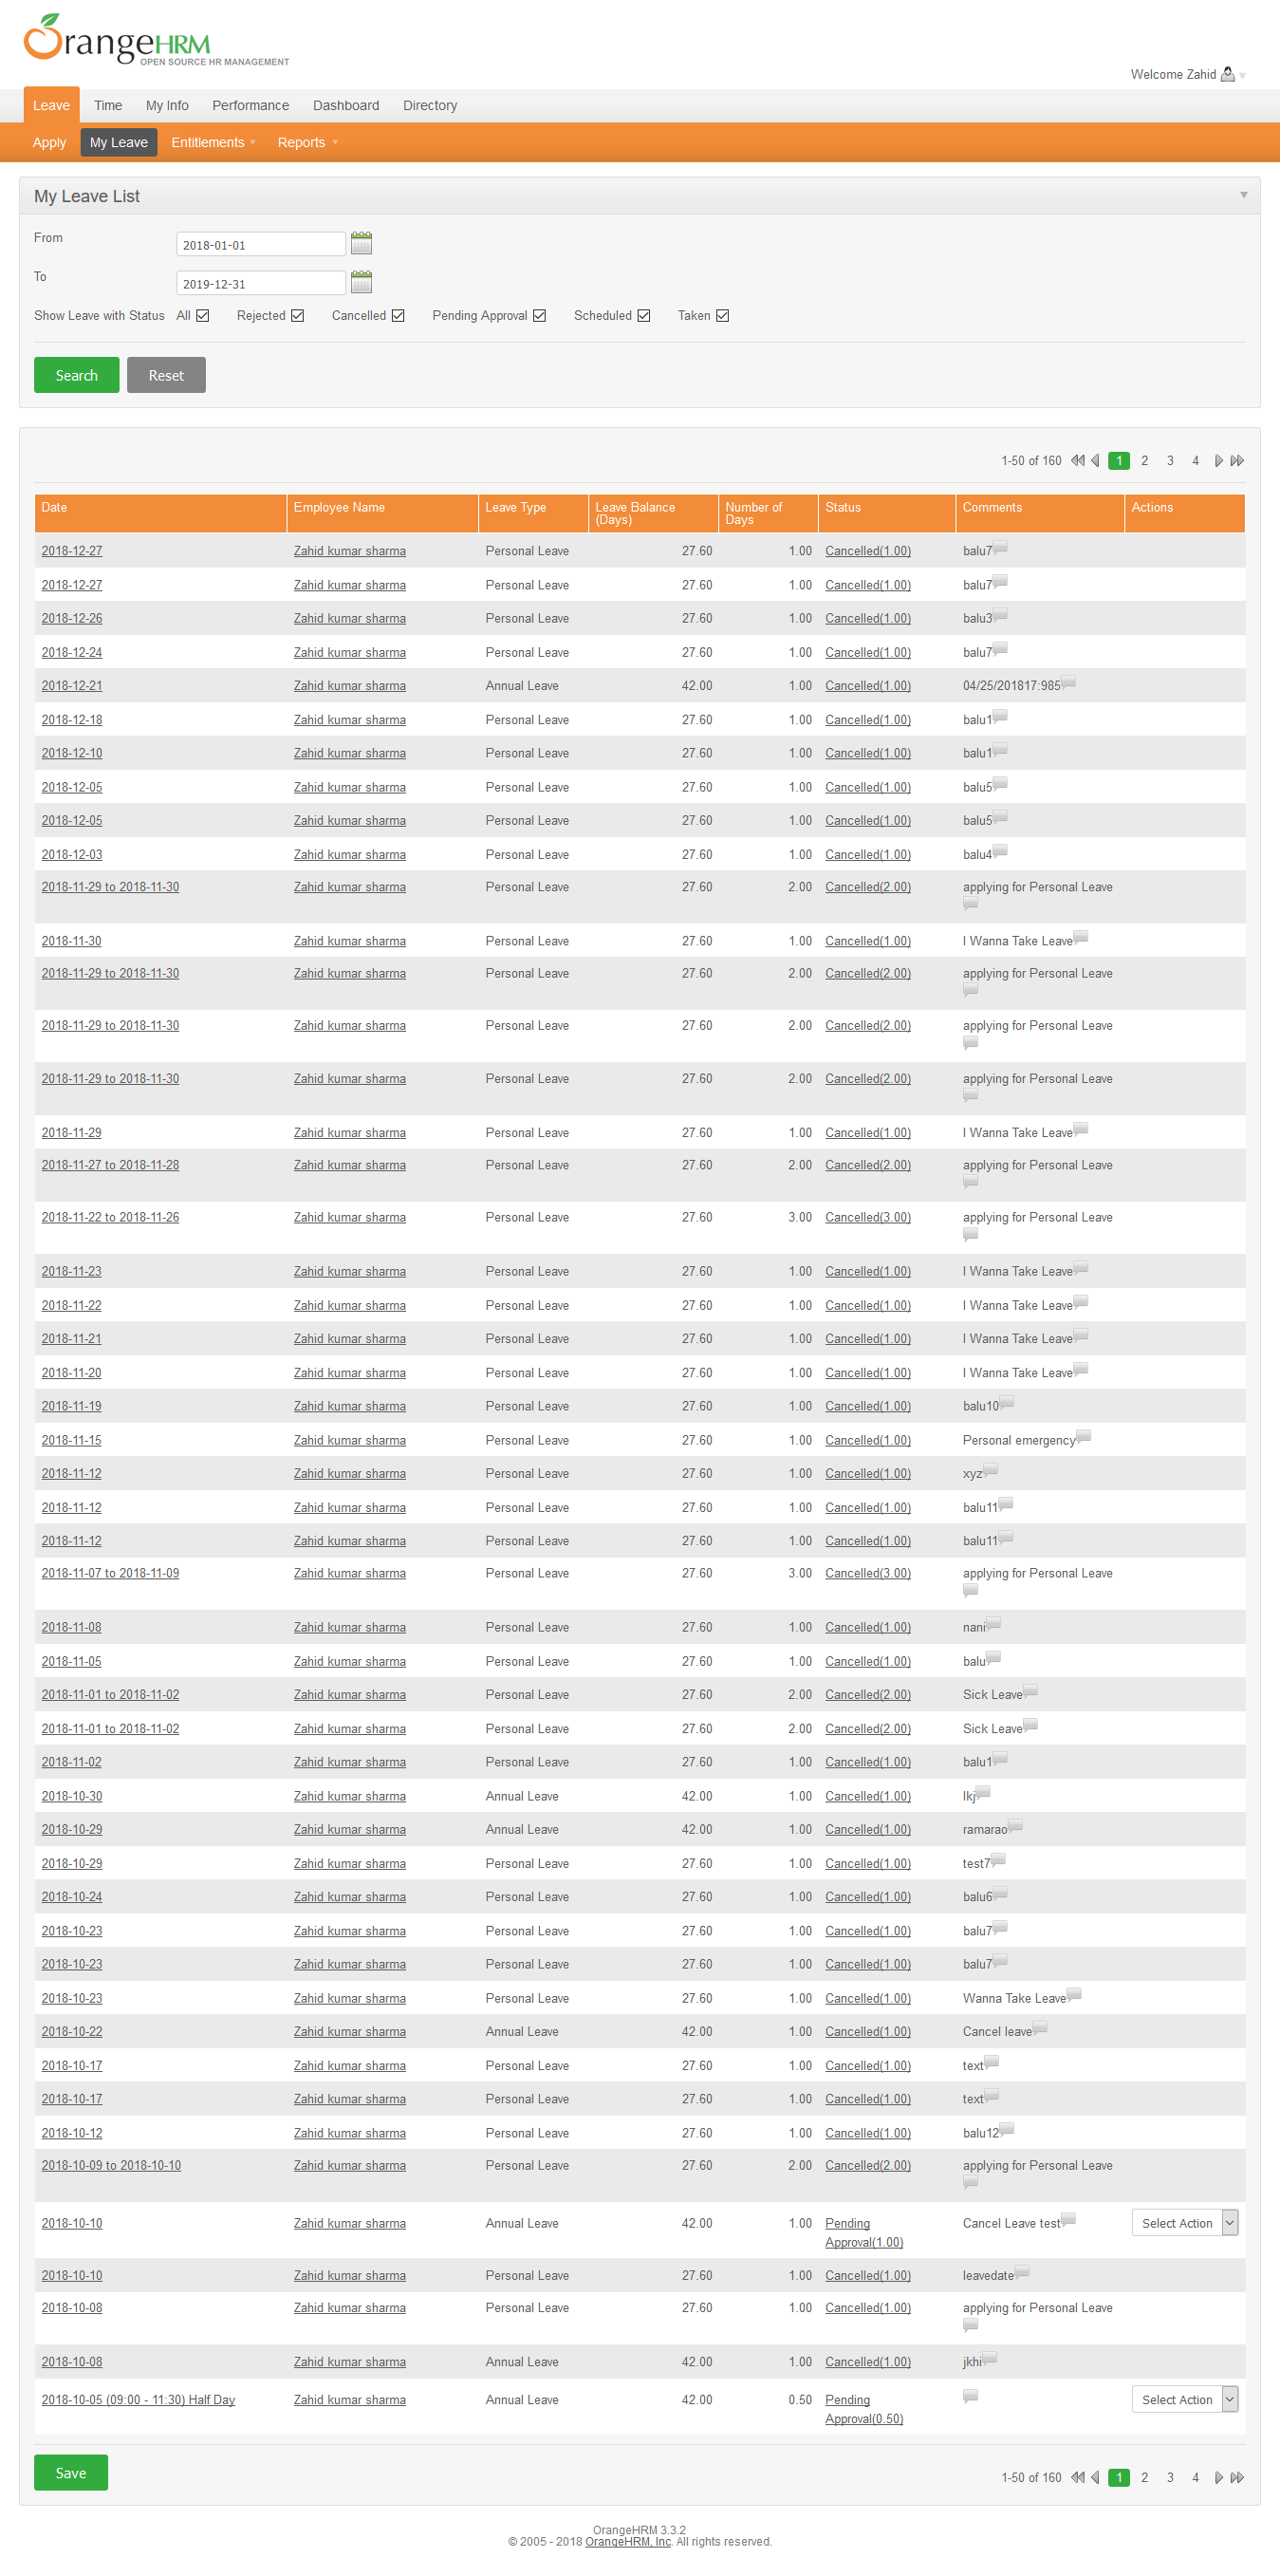 OrangeHRM
OPEN SOURCE HR MANAGEMENT
Welcome Zahid
Leave Time My Info Performance Dashboard Directory
Apply My Leave Entitlements Reports
My Leave List
From 2018-01-01
To 2019-12-31
Show Leave with Status All Rejected Cancelled Pending Approval Scheduled Taken
Search Reset
1-50 of 160 1 2 3 4
Date Employee Name Leave Type Leave Balance (Days) Number of Days Status Comments Actions
2018-12-27 Zahid kumar sharma Personal Leave 27.60 1.00 Cancelled(1.00) balu7
2018-12-27 Zahid kumar sharma Personal Leave 27.60 1.00 Cancelled(1.00) balu7
2018-12-26 Zahid kumar sharma Personal Leave 27.60 1.00 Cancelled(1.00) balu3
2018-12-24 Zahid kumar sharma Personal Leave 27.60 1.00 Cancelled(1.00) balu7
2018-12-21 Zahid kumar sharma Annual Leave 42.00 1.00 Cancelled(1.00) 04/25/201817:985
2018-12-18 Zahid kumar sharma Personal Leave 27.60 1.00 Cancelled(1.00) balu1
2018-12-10 Zahid kumar sharma Personal Leave 27.60 1.00 Cancelled(1.00) balu1
2018-12-05 Zahid kumar sharma Personal Leave 27.60 1.00 Cancelled(1.00) balu5
2018-12-05 Zahid kumar sharma Personal Leave 27.60 1.00 Cancelled(1.00) balu5
2018-12-03 Zahid kumar sharma Personal Leave 27.60 1.00 Cancelled(1.00) balu4
2018-11-29 to 2018-11-30 Zahid kumar sharma Personal Leave 27.60 2.00 Cancelled(2.00) applying for Personal Leave
2018-11-30 Zahid kumar sharma Personal Leave 27.60 1.00 Cancelled(1.00) I Wanna Take Leave
2018-11-29 to 2018-11-30 Zahid kumar sharma Personal Leave 27.60 2.00 Cancelled(2.00) applying for Personal Leave
2018-11-29 to 2018-11-30 Zahid kumar sharma Personal Leave 27.60 2.00 Cancelled(2.00) applying for Personal Leave
2018-11-29 to 2018-11-30 Zahid kumar sharma Personal Leave 27.60 2.00 Cancelled(2.00) applying for Personal Leave
2018-11-29 Zahid kumar sharma Personal Leave 27.60 1.00 Cancelled(1.00) I Wanna Take Leave
2018-11-27 to 2018-11-28 Zahid kumar sharma Personal Leave 27.60 2.00 Cancelled(2.00) applying for Personal Leave
2018-11-22 to 2018-11-26 Zahid kumar sharma Personal Leave 27.60 3.00 Cancelled(3.00) applying for Personal Leave
2018-11-23 Zahid kumar sharma Personal Leave 27.60 1.00 Cancelled(1.00) I Wanna Take Leave
2018-11-22 Zahid kumar sharma Personal Leave 27.60 1.00 Cancelled(1.00) I Wanna Take Leave
2018-11-21 Zahid kumar sharma Personal Leave 27.60 1.00 Cancelled(1.00) I Wanna Take Leave
2018-11-20 Zahid kumar sharma Personal Leave 27.60 1.00 Cancelled(1.00) I Wanna Take Leave
2018-11-19 Zahid kumar sharma Personal Leave 27.60 1.00 Cancelled(1.00) balu10
2018-11-15 Zahid kumar sharma Personal Leave 27.60 1.00 Cancelled(1.00) Personal emergency
2018-11-12 Zahid kumar sharma Personal Leave 27.60 1.00 Cancelled(1.00) xyz
2018-11-12 Zahid kumar sharma Personal Leave 27.60 1.00 Cancelled(1.00) balu11
2018-11-12 Zahid kumar sharma Personal Leave 27.60 1.00 Cancelled(1.00) balu11
2018-11-07 to 2018-11-09 Zahid kumar sharma Personal Leave 27.60 3.00 Cancelled(3.00) applying for Personal Leave
2018-11-08 Zahid kumar sharma Personal Leave 27.60 1.00 Cancelled(1.00) nani
2018-11-05 Zahid kumar sharma Personal Leave 27.60 1.00 Cancelled(1.00) balu
2018-11-01 to 2018-11-02 Zahid kumar sharma Personal Leave 27.60 2.00 Cancelled(2.00) Sick Leave
2018-11-01 to 2018-11-02 Zahid kumar sharma Personal Leave 27.60 2.00 Cancelled(2.00) Sick Leave
2018-11-02 Zahid kumar sharma Personal Leave 27.60 1.00 Cancelled(1.00) balu1
2018-10-30 Zahid kumar sharma Annual Leave 42.00 1.00 Cancelled(1.00) lkj
2018-10-29 Zahid kumar sharma Annual Leave 42.00 1.00 Cancelled(1.00) ramarao
2018-10-29 Zahid kumar sharma Personal Leave 27.60 1.00 Cancelled(1.00) test7
2018-10-24 Zahid kumar sharma Personal Leave 27.60 1.00 Cancelled(1.00) balu6
2018-10-23 Zahid kumar sharma Personal Leave 27.60 1.00 Cancelled(1.00) balu7
2018-10-23 Zahid kumar sharma Personal Leave 27.60 1.00 Cancelled(1.00) balu7
2018-10-23 Zahid kumar sharma Personal Leave 27.60 1.00 Cancelled(1.00) Wanna Take Leave
2018-10-22 Zahid kumar sharma Annual Leave 42.00 1.00 Cancelled(1.00) Cancel leave
2018-10-17 Zahid kumar sharma Personal Leave 27.60 1.00 Cancelled(1.00) text
2018-10-17 Zahid kumar sharma Personal Leave 27.60 1.00 Cancelled(1.00) text
2018-10-12 Zahid kumar sharma Personal Leave 27.60 1.00 Cancelled(1.00) balu12
2018-10-09 to 2018-10-10 Zahid kumar sharma Personal Leave 27.60 2.00 Cancelled(2.00) applying for Personal Leave
2018-10-10 Zahid kumar sharma Annual Leave 42.00 1.00 Pending Approval(1.00) Cancel Leave test Select Action
2018-10-10 Zahid kumar sharma Personal Leave 27.60 1.00 Cancelled(1.00) leavedate
2018-10-08 Zahid kumar sharma Personal Leave 27.60 1.00 Cancelled(1.00) applying for Personal Leave
2018-10-08 Zahid kumar sharma Annual Leave 42.00 1.00 Cancelled(1.00) jkhi
2018-10-05 (09:00 - 11:30) Half Day Zahid kumar sharma Annual Leave 42.00 0.50 Pending Approval(0.50) Select Action
Save
1-50 of 160 1 2 3 4
OrangeHRM 3.3.2
© 2005 - 2018 OrangeHRM, Inc. All rights reserved.